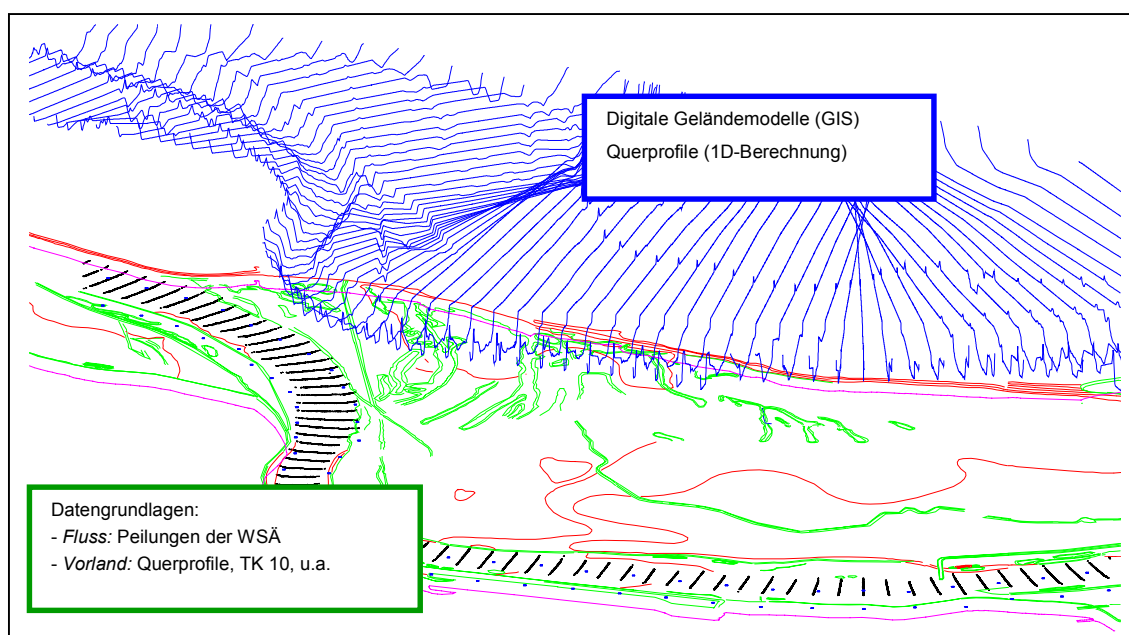 Digitale Geländemodelle (GIS)
Querprofile (1D-Berechnung)
Datengrundlagen:
- Fluss: Peilungen der WSÄ
- Vorland: Querprofile, TK 10, u.a.